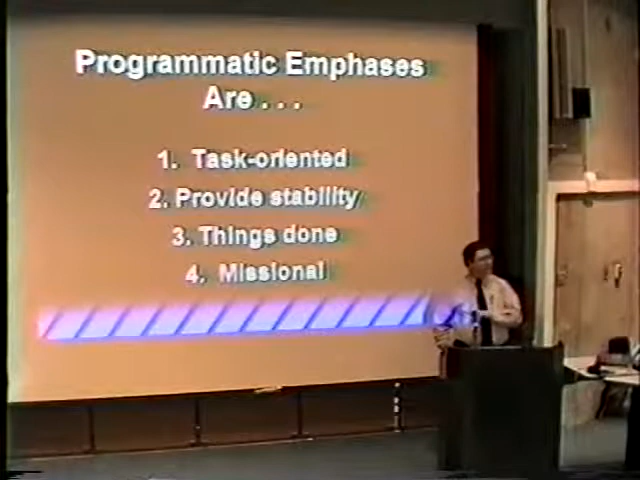 Programmatic Emphases
Are . . .
1. Task-oriented
2. Provide stability
3. Things done
4. Missional